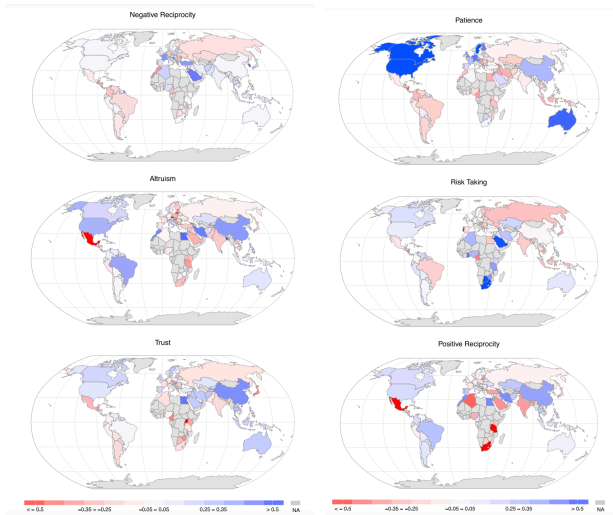 Negative Reciprocity
Patience
Altruism
Risk Taking
Trust
Positive Reciprocity
<= 0.5
-0.35 = -0.25
-0.05 = 0.05
0.25 = 0.35
> 0.5
NA
<= 0.5
-0.35 = -0.25
-0.05 = 0.05
0.25 = 0.35
> 0.5
NA